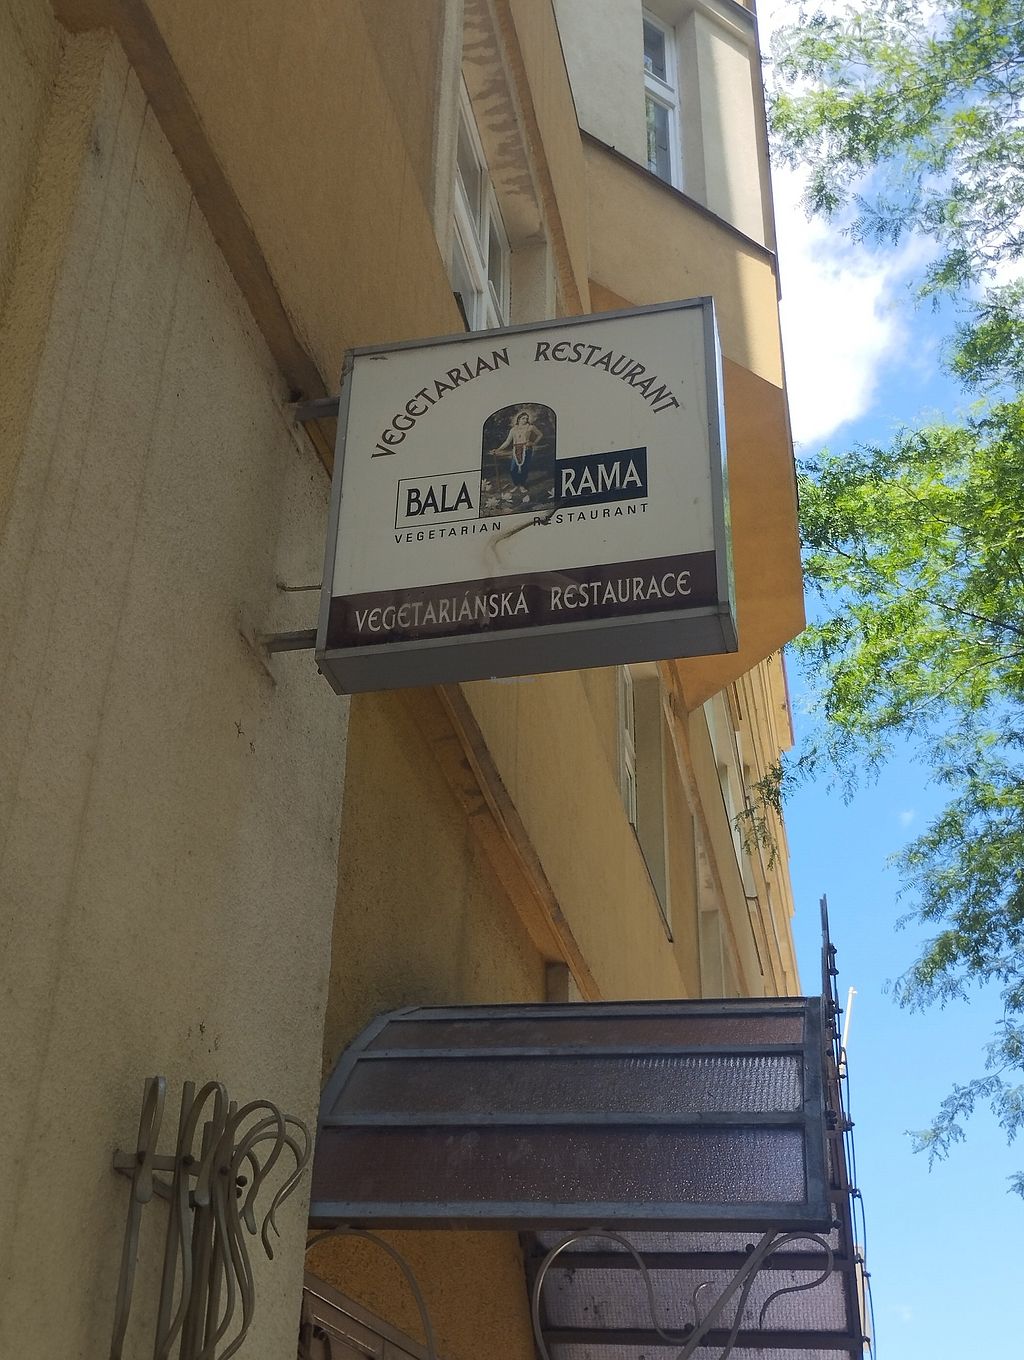 VEGETARIAN RESTAURANT
BALA RAMA
VEGETARIAN RESTAURANT
VEGETARIÁNSKÁ RESTAURACE